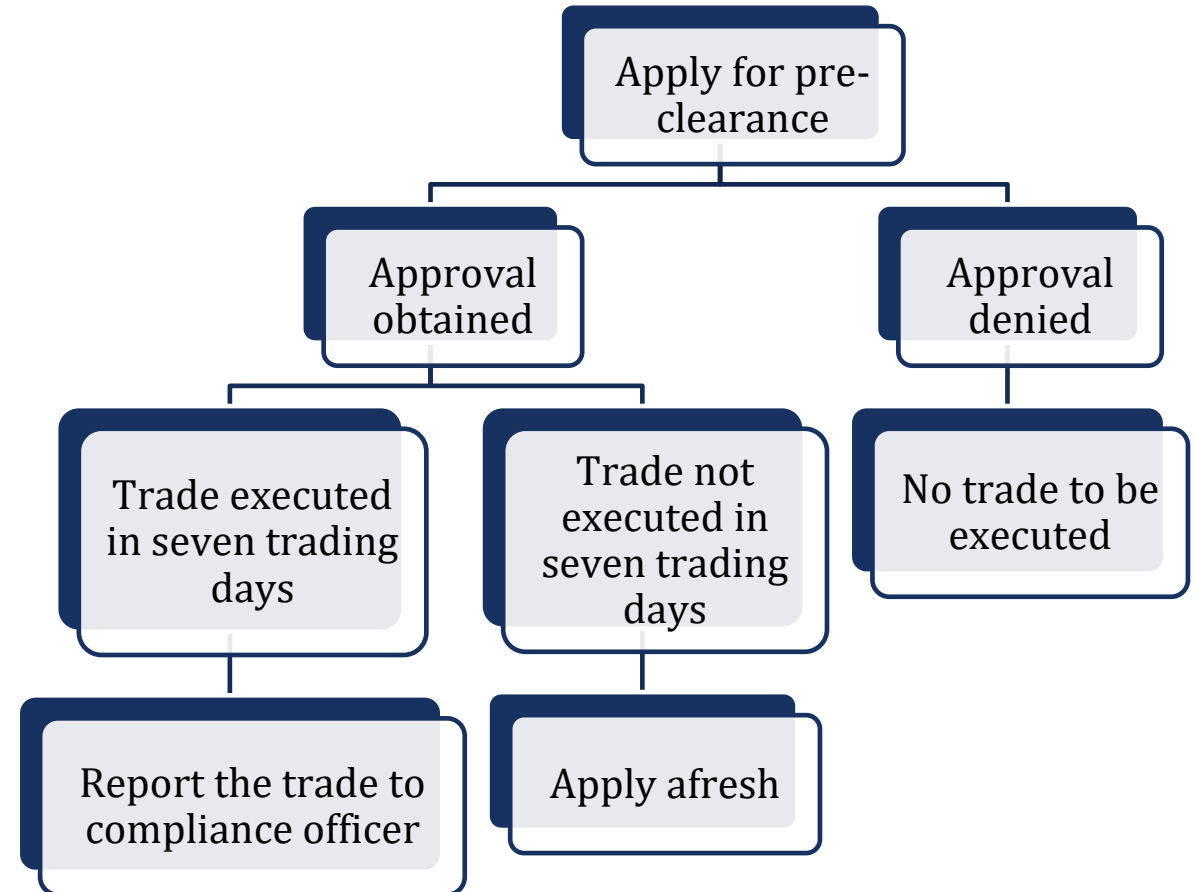 Apply for pre-
clearance
Approval
obtained
Approval
denied
Trade executed
in seven trading
days
Trade not
executed in
seven trading
days
No trade to be
executed
Report the trade to
compliance officer
Apply afresh